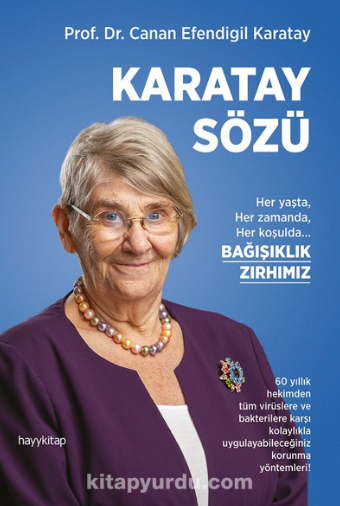 Prof. Dr. Canan Efendigil Karatay
KARATAY
SÖZÜ
Her yaşta,
Her zamanda,
Her koşulda...
BAĞIŞIKLIK
ZIRHIMIZ
60 yıllık
hekimden
tüm virüslere ve
bakterilere karşı
kolaylıkla
uygulayabileceğiniz
korunma
yöntemleri!
hayykitap
kitapyurdu.com